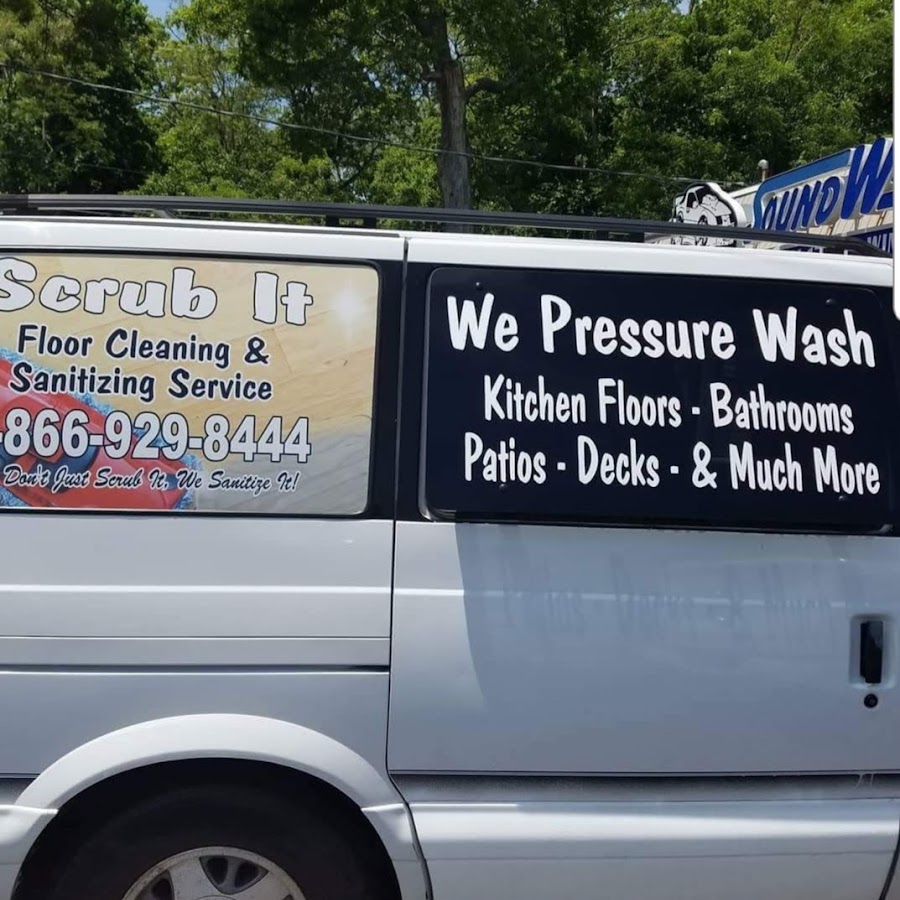 Scrub It
Floor Cleaning &
Sanitizing Service
-866-929-8444
Don't Just Scrub It, We Sanitize It!
We Pressure Wash
Kitchen Floors - Bathrooms
Patios - Decks - & Much More
SOUNDW